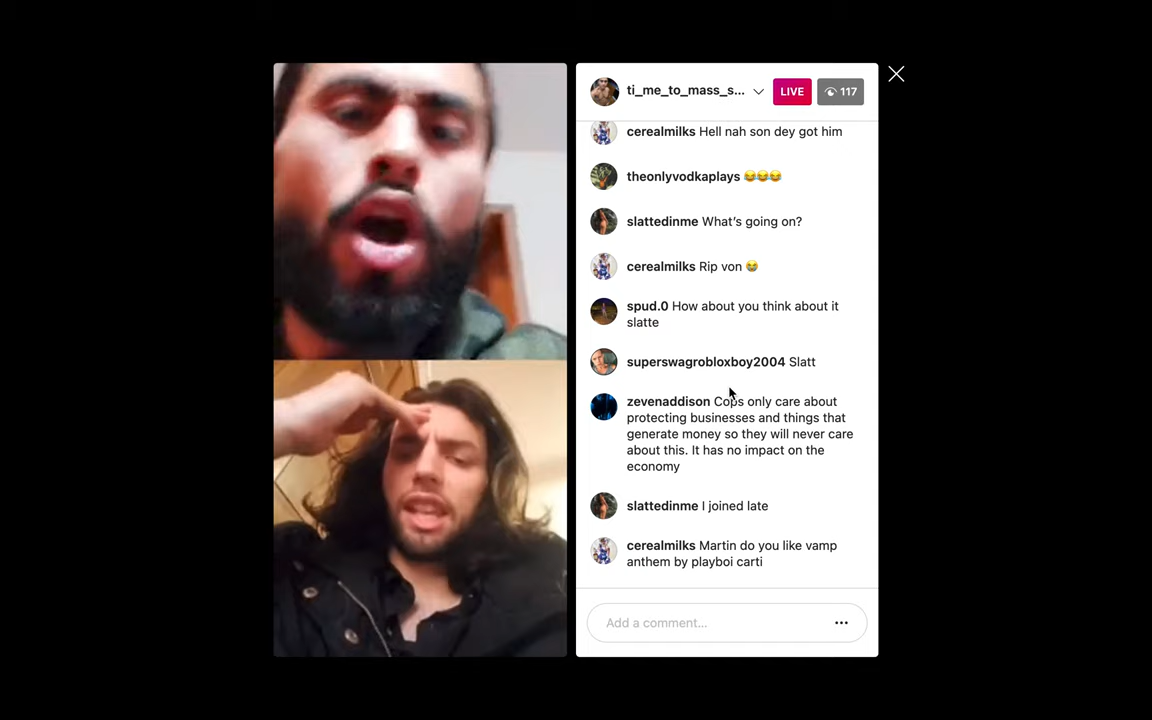 ti_me_to_mass_s... LIVE 117
cerealmilks Hell nah son dey got him
theonlyvodkaplays 😂😂😂
slattedinme What's going on?
cerealmilks Rip von 😭
spud.0 How about you think about it
slatte
superswagrobloxboy2004 Slatt
zevenaddison Cops only care about
protecting businesses and things that
generate money so they will never care
about this. It has no impact on the
economy
slattedinme I joined late
cerealmilks Martin do you like vamp
anthem by playboi carti
Add a comment...